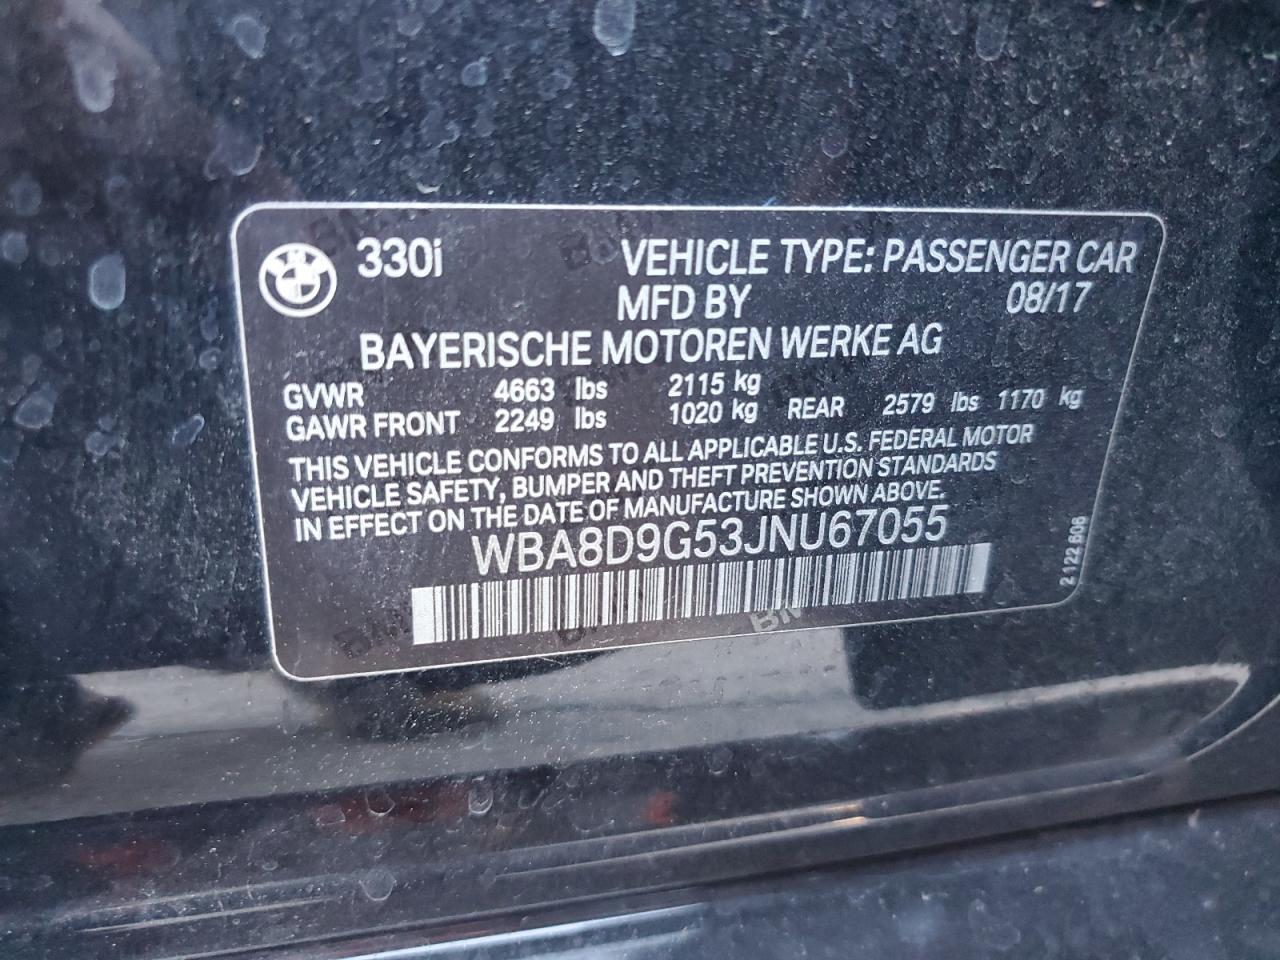 330i VEHICLE TYPE: PASSENGER CAR
MFD BY 08/17
BAYERISCHE MOTOREN WERKE AG
GVWR 4663 lbs 2115 kg
GAWR FRONT 2249 lbs 1020 kg REAR 2579 lbs 1170 kg
THIS VEHICLE CONFORMS TO ALL APPLICABLE U.S. FEDERAL MOTOR
VEHICLE SAFETY, BUMPER AND THEFT PREVENTION STANDARDS
IN EFFECT ON THE DATE OF MANUFACTURE SHOWN ABOVE.
WBA8D9G53JNU67055
2 122 606